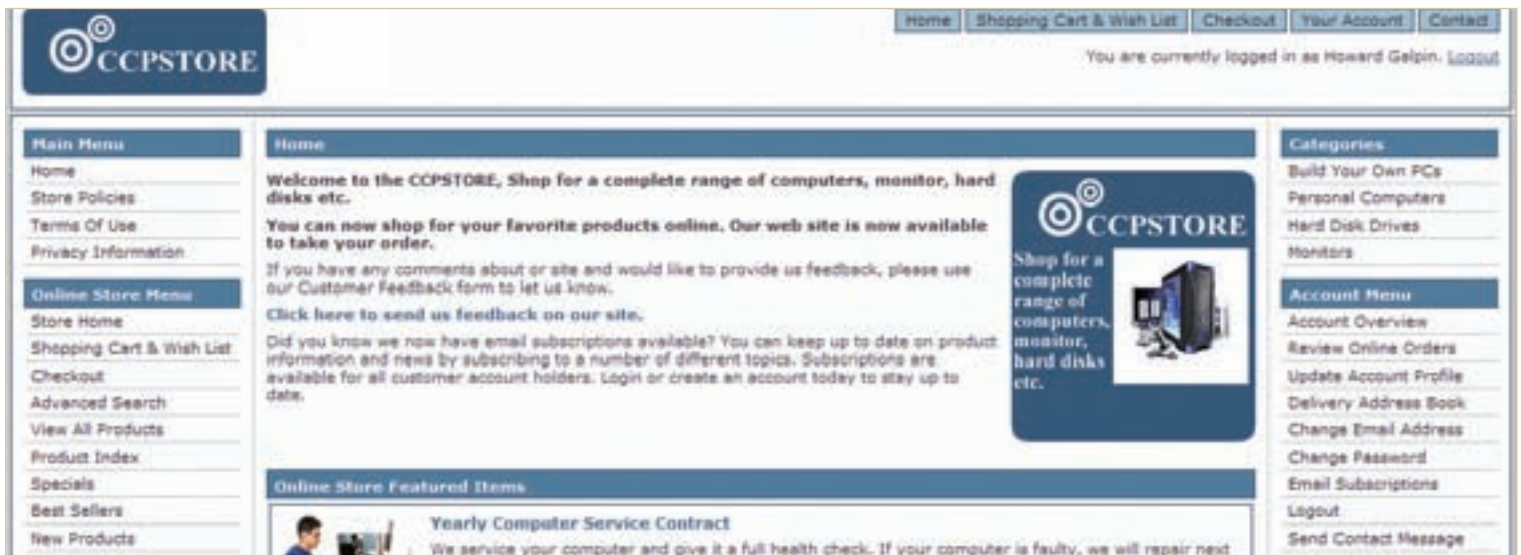 CCPSTORE
Home
Shopping Cart & Wish List
Checkout
Your Account
Contact
You are currently logged in as Howard Galpin. Logout
Main Menu
Home
Store Policies
Terms Of Use
Privacy Information
Online Store Menu
Store Home
Shopping Cart & Wish List
Checkout
Advanced Search
View All Products
Product Index
Specials
Best Sellers
New Products
Home
Welcome to the CCPSTORE, Shop for a complete range of computers, monitor, hard
disks etc.
You can now shop for your favorite products online. Our web site is now available
to take your order.
If you have any comments about or site and would like to provide us feedback, please use
our Customer Feedback form to let us know.
Click here to send us feedback on our site.
Did you know we now have email subscriptions available? You can keep up to date on product
information and news by subscribing to a number of different topics. Subscriptions are
available for all customer account holders. Login or create an account today to stay up to
date.
CCPSTORE
Shop for a
complete
range of
computers,
monitor,
hard disks
etc.
Online Store Featured Items
Yearly Computer Service Contract
We service your computer and give it a full health check. If your computer is faulty, we will repair next
Categories
Build Your Own PCs
Personal Computers
Hard Disk Drives
Monitors
Account Menu
Account Overview
Review Online Orders
Update Account Profile
Delivery Address Book
Change Email Address
Change Password
Email Subscriptions
Logout
Send Contact Message